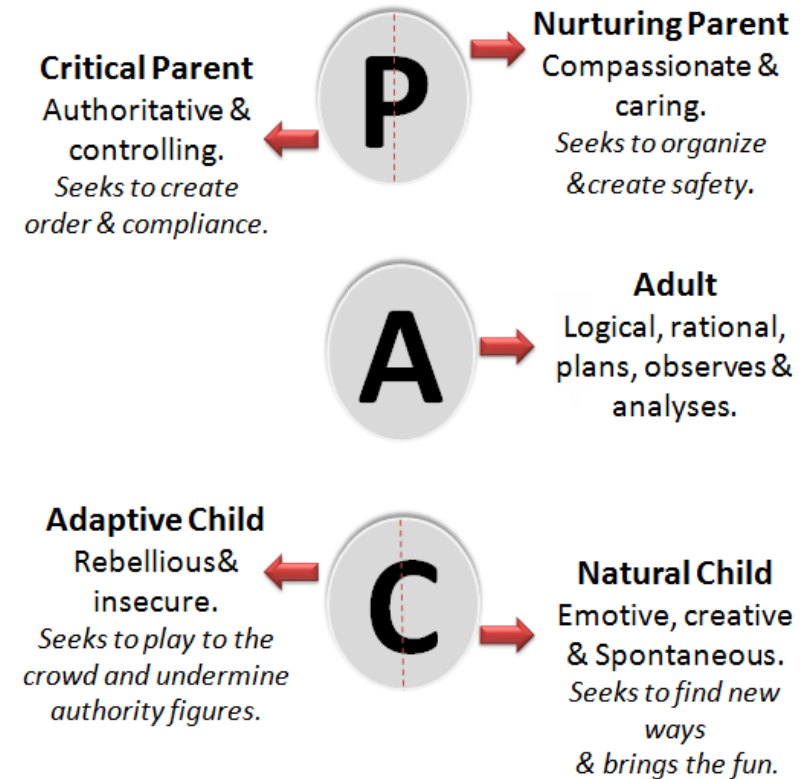 P
Critical Parent
Authoritative &
controlling.
Seeks to create
order & compliance.
Nurturing Parent
Compassionate &
caring.
Seeks to organize
&create safety.
A
Adult
Logical, rational,
plans, observes &
analyses.
C
Adaptive Child
Rebellious&
insecure.
Seeks to play to the
crowd and undermine
authority figures.
Natural Child
Emotive, creative
& Spontaneous.
Seeks to find new
ways
& brings the fun.